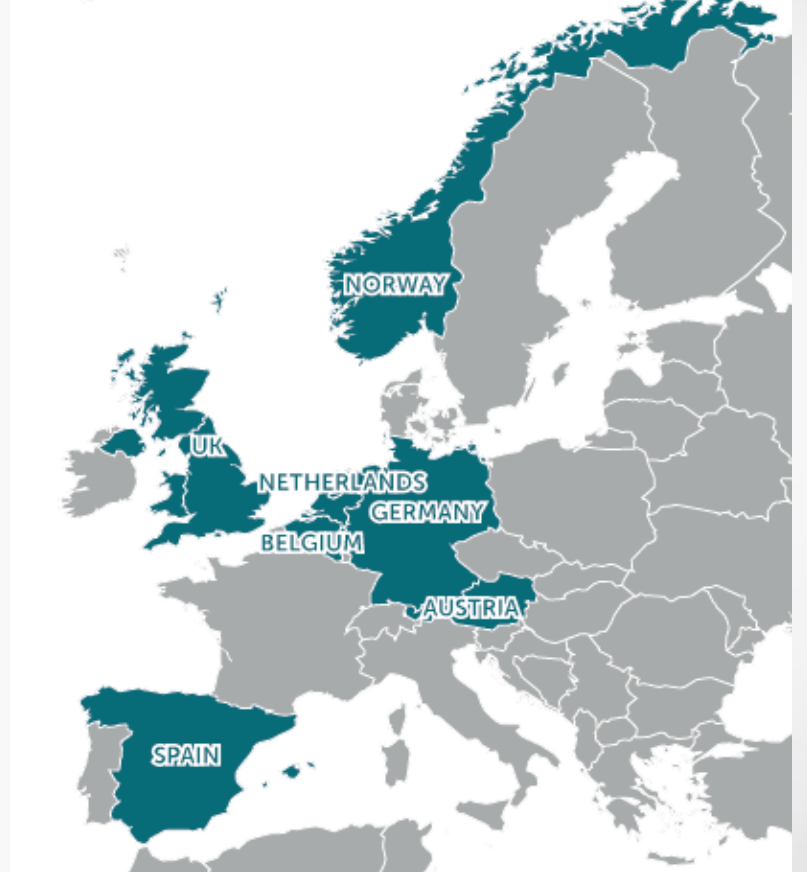 NORWAY
UK
NETHERLANDS
GERMANY
BELGIUM
AUSTRIA
SPAIN